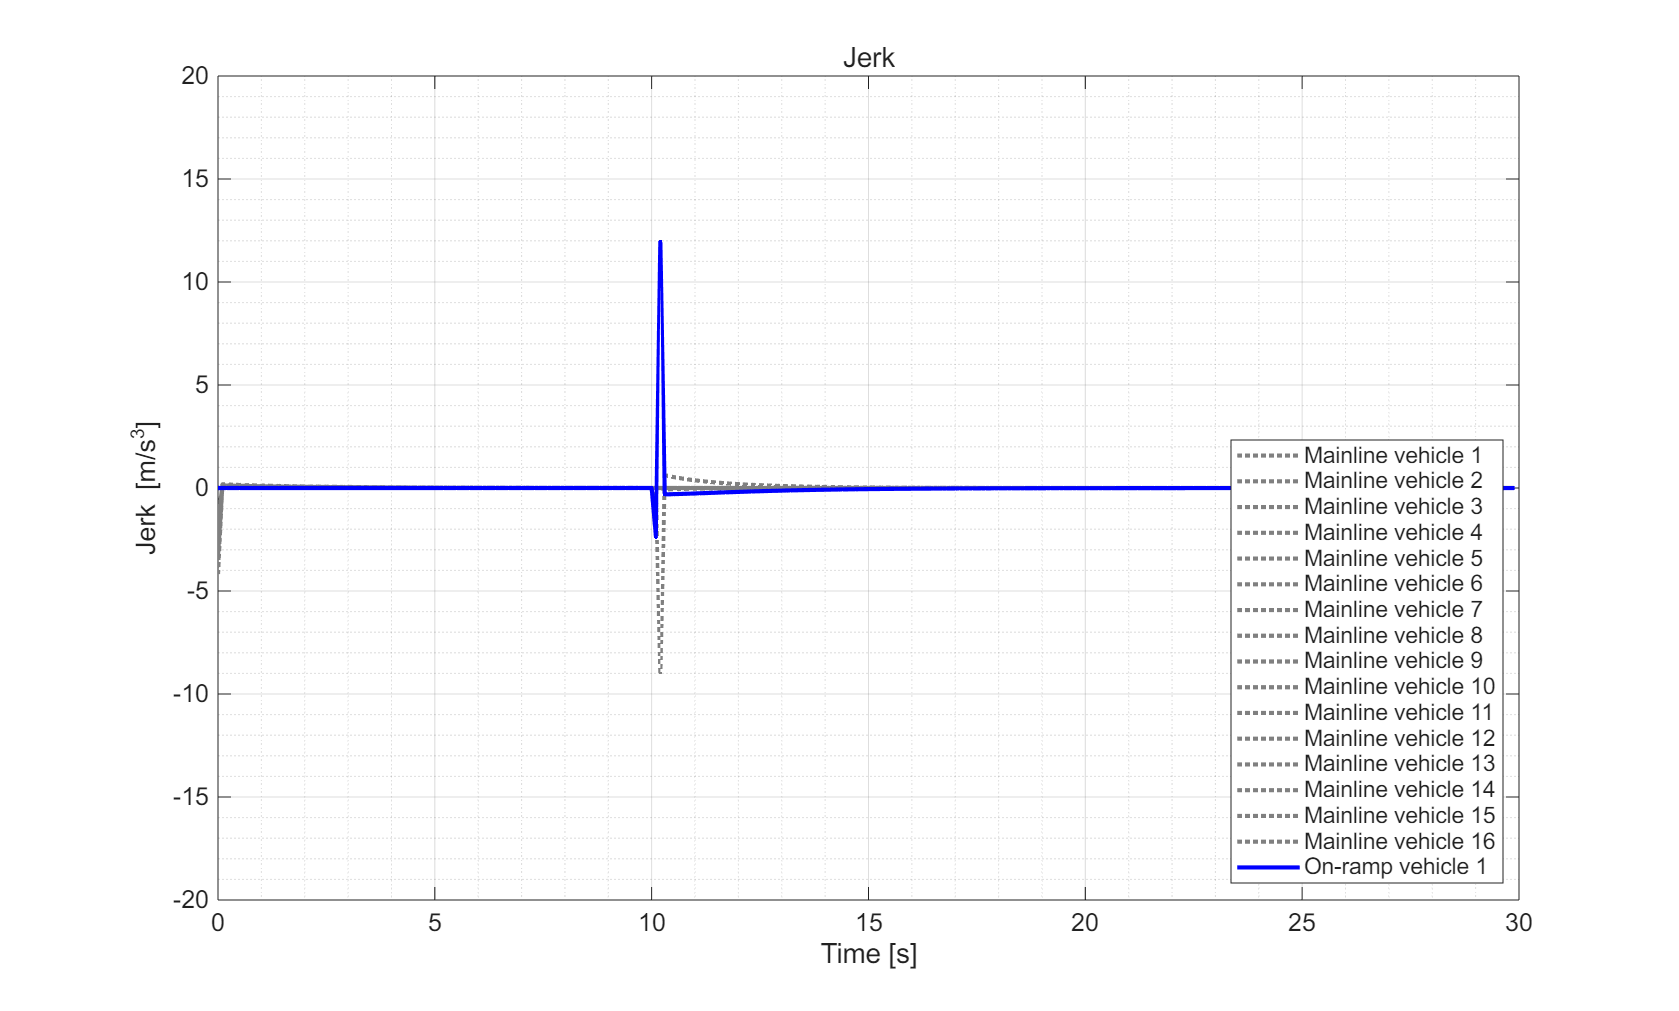 Jerk
20
15
10
5
0
-5
-10
-15
-20
Jerk [m/s³]
0 5 10 15 20 25 30
Time [s]
Mainline vehicle 1
Mainline vehicle 2
Mainline vehicle 3
Mainline vehicle 4
Mainline vehicle 5
Mainline vehicle 6
Mainline vehicle 7
Mainline vehicle 8
Mainline vehicle 9
Mainline vehicle 10
Mainline vehicle 11
Mainline vehicle 12
Mainline vehicle 13
Mainline vehicle 14
Mainline vehicle 15
Mainline vehicle 16
On-ramp vehicle 1